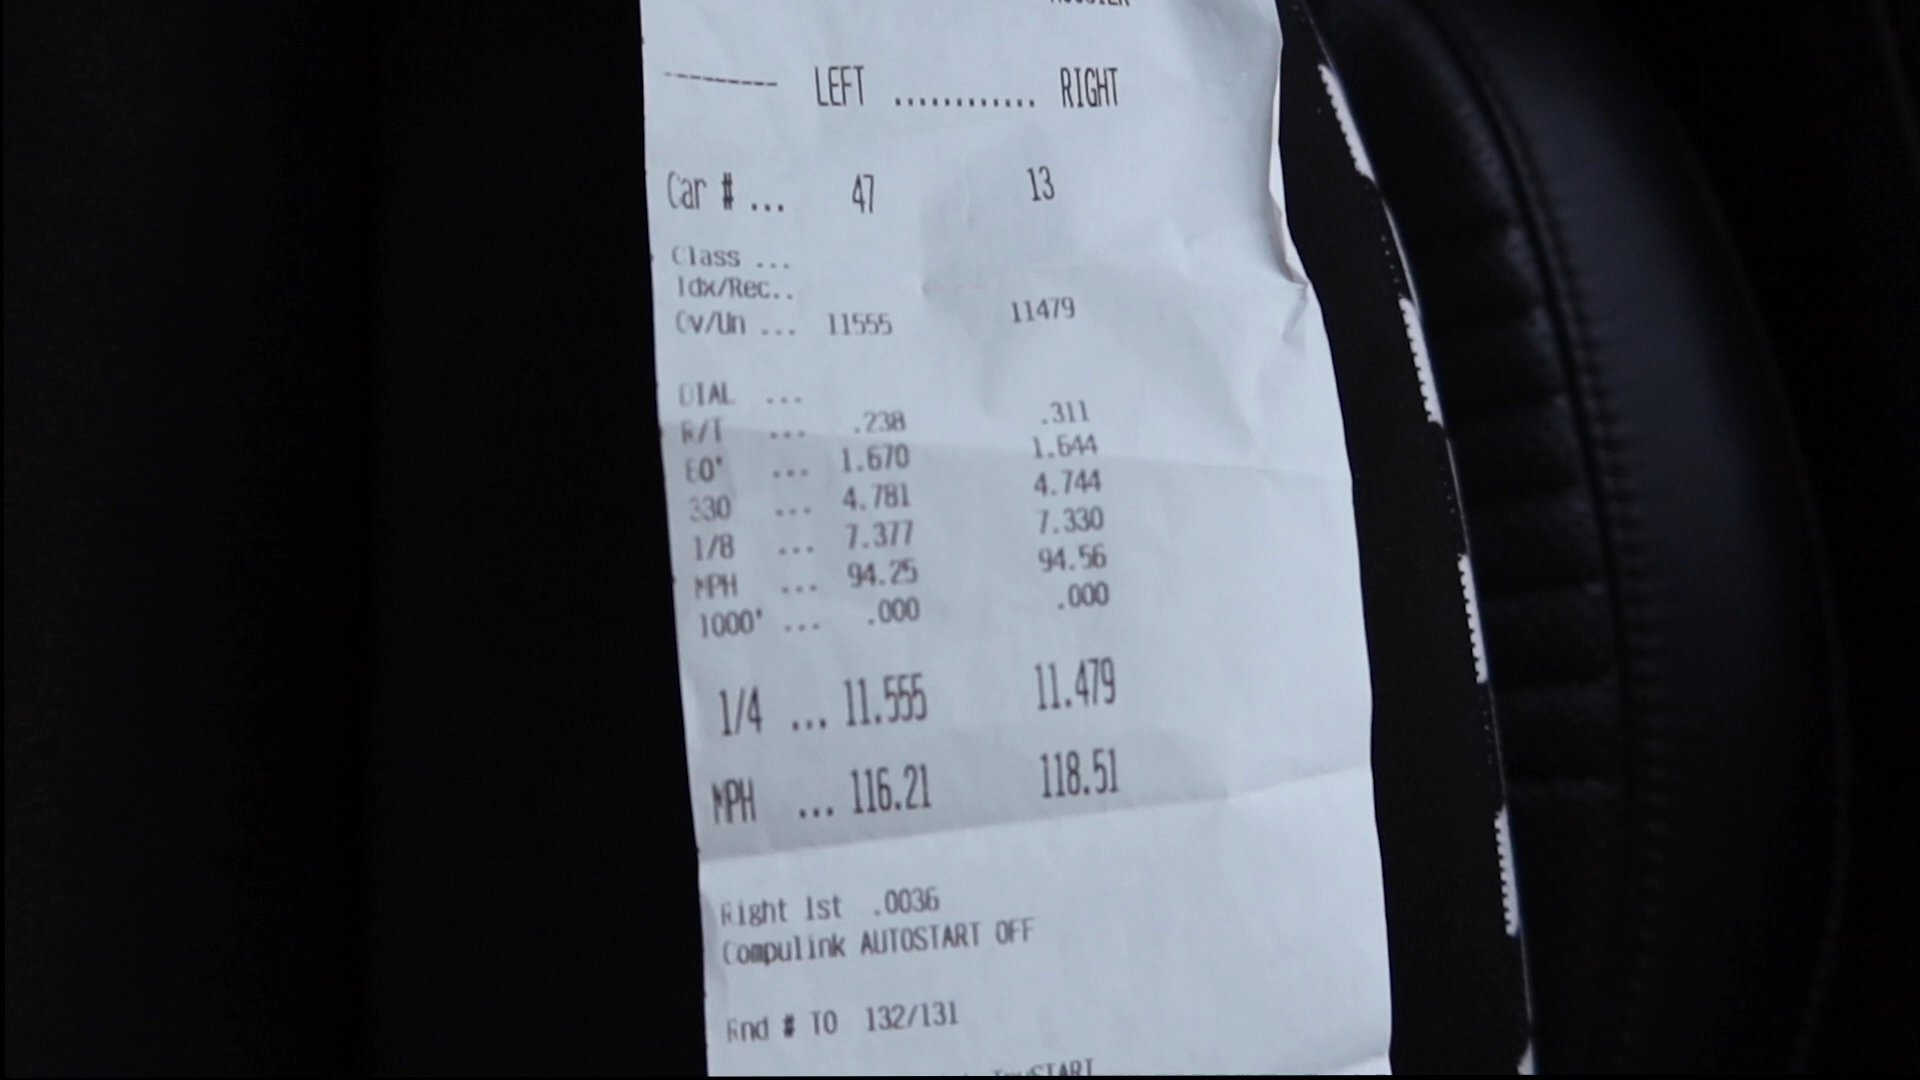 --------- LEFT ............ RIGHT
Car # ... 47 13
Class ...
Idx/Rec..
Ov/Un ... 11555 11479
DIAL ...
R/T ... .238 .311
60' ... 1.670 1.644
330 ... 4.781 4.744
1/8 ... 7.377 7.330
MPH ... 94.25 94.56
1000' ... .000 .000
1/4 ... 11.555 11.479
MPH ... 116.21 118.51
Right 1st .0036
Compulink AUTOSTART OFF
Rnd # TO 132/131